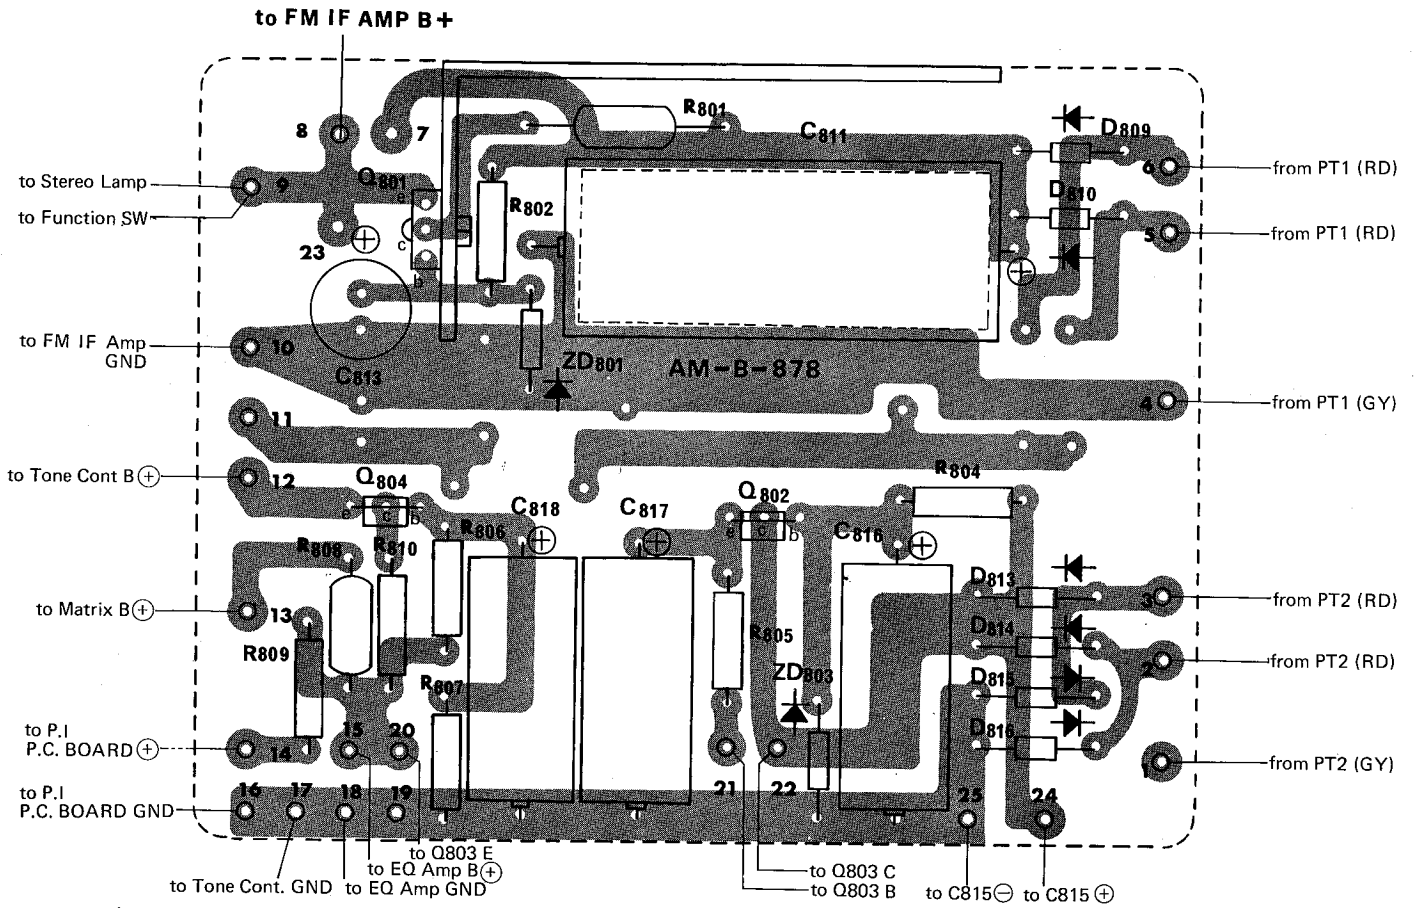 to FM IF AMP B+
8
7
R801
C811
D809
6
from PT1 (RD)
to Stereo Lamp
9
Q801
e
D810
to Function SW
R802
23
c
5
from PT1 (RD)
b
to FM IF Amp
GND
10
ZD801
AM-B-878
C813
4
from PT1 (GY)
11
to Tone Cont B⊕
12
Q804
e c b
C818
C817
Q802
e c b
R804
R806
C816
R808
R810
D813
3
from PT2 (RD)
to Matrix B⊕
13
R809
R805
D814
2
from PT2 (RD)
R807
ZD803
D815
to P.I
P.C. BOARD⊕
14
15
20
D816
1
from PT2 (GY)
to P.I
P.C. BOARD GND
16
17
18
19
21
22
25
24
to Q803 E
to EQ Amp B⊕
to Tone Cont. GND
to EQ Amp GND
to Q803 C
to Q803 B
to C815⊖
to C815⊕